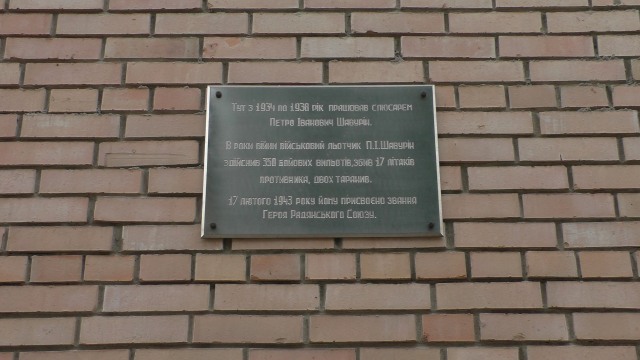 Тут з 1934 по 1938 рік працював слюсарем
Петро Іванович Шавурін.
В роки війни військовий льотчик П.І.Шавурін
здійснив 350 бойових вильотів, збив 17 літаків
противника, двох таранив.
17 лютого 1943 року йому присвоєно звання
Героя Радянського Союзу.